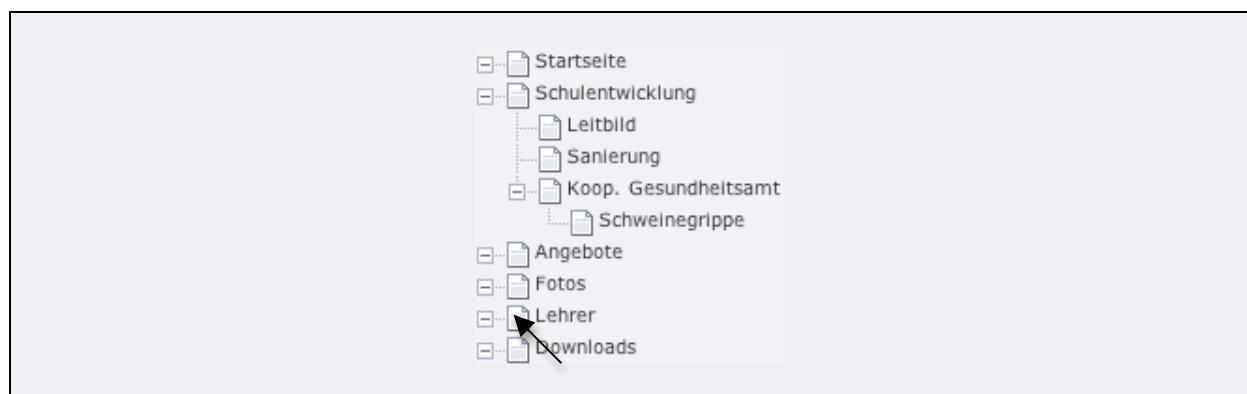 Startseite
Schulentwicklung
Leitbild
Sanierung
Koop. Gesundheitsamt
Schweinegrippe
Angebote
Fotos
Lehrer
Downloads